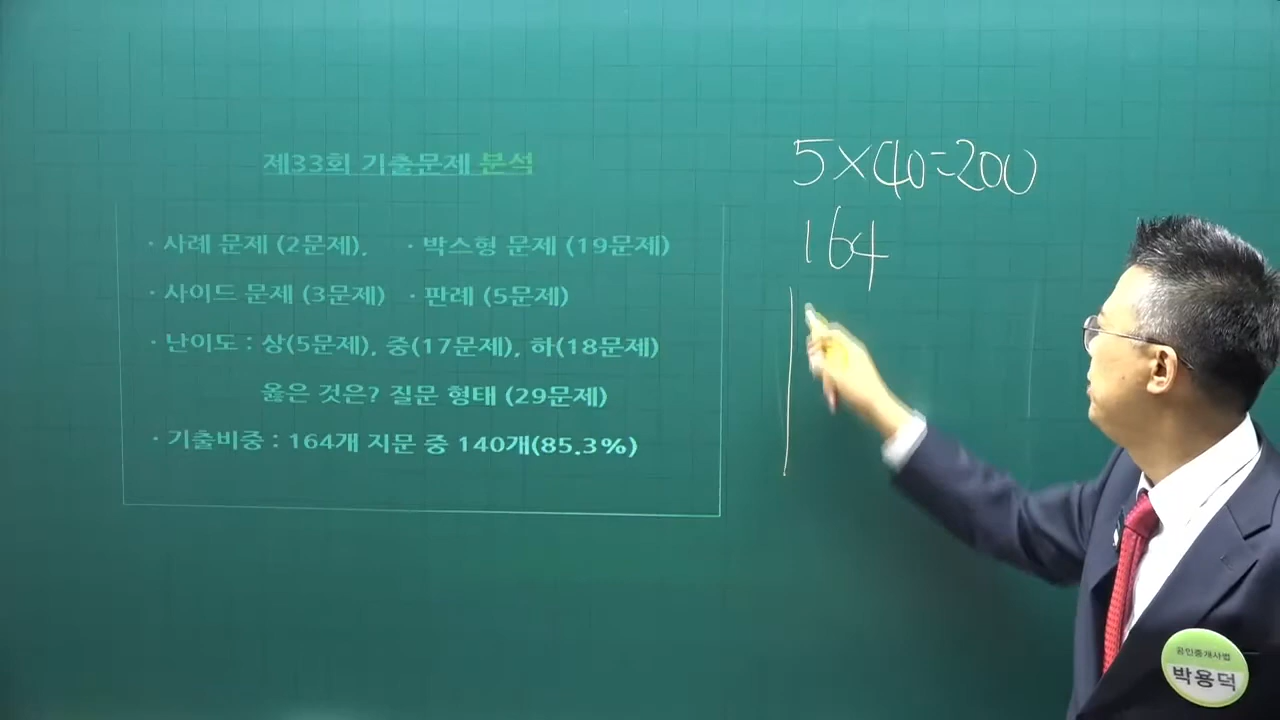 제33회 기출문제 분석
· 사례 문제 (2문제), · 박스형 문제 (19문제)
· 사이드 문제 (3문제) · 판례 (5문제)
· 난이도 : 상(5문제), 중(17문제), 하(18문제)
옳은 것은? 질문 형태 (29문제)
· 기출비중 : 164개 지문 중 140개(85.3%)
5×40=200
164
공인중개사법
박용덕